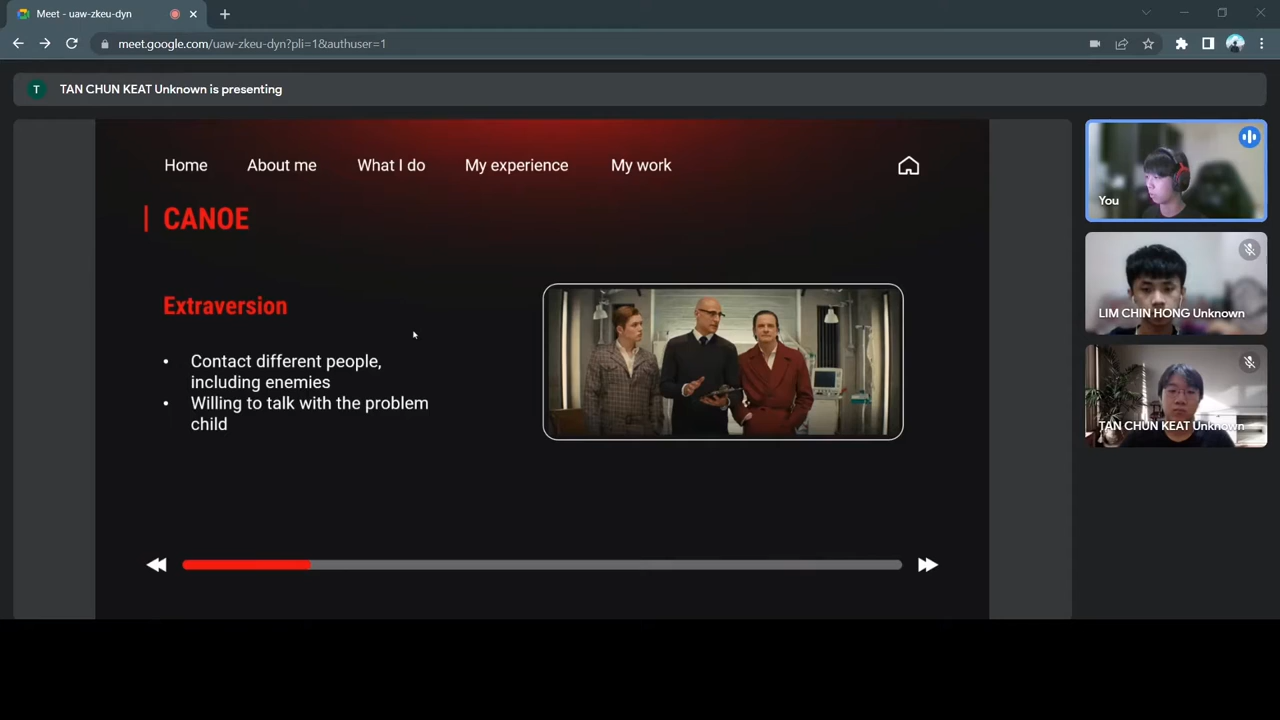 Meet - uaw-zkeu-dyn
meet.google.com/uaw-zkeu-dyn?pli=1&authuser=1
T
TAN CHUN KEAT Unknown is presenting
Home
About me
What I do
My experience
My work
CANOE
Extraversion
• Contact different people,
including enemies
• Willing to talk with the problem
child
You
LIM CHIN HONG Unknown
TAN CHUN KEAT Unknown